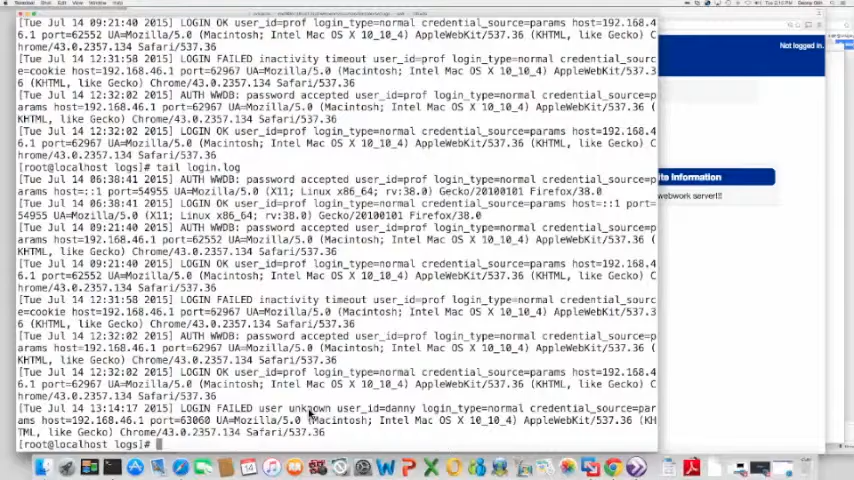 [Tue Jul 14 09:21:40 2015] LOGIN OK user_id=prof login_type=normal credential_source=params host=192.168.4
6.1 port=62552 UA=Mozilla/5.0 (Macintosh; Intel Mac OS X 10_10_4) AppleWebKit/537.36 (KHTML, like Gecko) C
hrome/43.0.2357.134 Safari/537.36
[Tue Jul 14 12:31:58 2015] LOGIN FAILED inactivity timeout user_id=prof login_type=normal credential_sourc
e=cookie host=192.168.46.1 port=62967 UA=Mozilla/5.0 (Macintosh; Intel Mac OS X 10_10_4) AppleWebKit/537.3
6 (KHTML, like Gecko) Chrome/43.0.2357.134 Safari/537.36
[Tue Jul 14 12:32:02 2015] AUTH WWDB: password accepted user_id=prof login_type=normal credential_source=p
arams host=192.168.46.1 port=62967 UA=Mozilla/5.0 (Macintosh; Intel Mac OS X 10_10_4) AppleWebKit/537.36 (
KHTML, like Gecko) Chrome/43.0.2357.134 Safari/537.36
[Tue Jul 14 12:32:02 2015] LOGIN OK user_id=prof login_type=normal credential_source=params host=192.168.4
6.1 port=62967 UA=Mozilla/5.0 (Macintosh; Intel Mac OS X 10_10_4) AppleWebKit/537.36 (KHTML, like Gecko) C
hrome/43.0.2357.134 Safari/537.36
[root@localhost logs]# tail login.log
[Tue Jul 14 06:38:41 2015] AUTH WWDB: password accepted user_id=prof login_type=normal credential_source=p
arams host=::1 port=54955 UA=Mozilla/5.0 (X11; Linux x86_64; rv:38.0) Gecko/20100101 Firefox/38.0
[Tue Jul 14 06:38:41 2015] LOGIN OK user_id=prof login_type=normal credential_source=params host=::1 port=
54955 UA=Mozilla/5.0 (X11; Linux x86_64; rv:38.0) Gecko/20100101 Firefox/38.0
[Tue Jul 14 09:21:40 2015] AUTH WWDB: password accepted user_id=prof login_type=normal credential_source=p
arams host=192.168.46.1 port=62552 UA=Mozilla/5.0 (Macintosh; Intel Mac OS X 10_10_4) AppleWebKit/537.36 (
KHTML, like Gecko) Chrome/43.0.2357.134 Safari/537.36
[Tue Jul 14 09:21:40 2015] LOGIN OK user_id=prof login_type=normal credential_source=params host=192.168.4
6.1 port=62552 UA=Mozilla/5.0 (Macintosh; Intel Mac OS X 10_10_4) AppleWebKit/537.36 (KHTML, like Gecko) C
hrome/43.0.2357.134 Safari/537.36
[Tue Jul 14 12:31:58 2015] LOGIN FAILED inactivity timeout user_id=prof login_type=normal credential_sourc
e=cookie host=192.168.46.1 port=62967 UA=Mozilla/5.0 (Macintosh; Intel Mac OS X 10_10_4) AppleWebKit/537.3
6 (KHTML, like Gecko) Chrome/43.0.2357.134 Safari/537.36
[Tue Jul 14 12:32:02 2015] AUTH WWDB: password accepted user_id=prof login_type=normal credential_source=p
arams host=192.168.46.1 port=62967 UA=Mozilla/5.0 (Macintosh; Intel Mac OS X 10_10_4) AppleWebKit/537.36 (
KHTML, like Gecko) Chrome/43.0.2357.134 Safari/537.36
[Tue Jul 14 12:32:02 2015] LOGIN OK user_id=prof login_type=normal credential_source=params host=192.168.4
6.1 port=62967 UA=Mozilla/5.0 (Macintosh; Intel Mac OS X 10_10_4) AppleWebKit/537.36 (KHTML, like Gecko) C
hrome/43.0.2357.134 Safari/537.36
[Tue Jul 14 13:14:17 2015] LOGIN FAILED user unknown user_id=danny login_type=normal credential_source=par
ams host=192.168.46.1 port=63060 UA=Mozilla/5.0 (Macintosh; Intel Mac OS X 10_10_4) AppleWebKit/537.36 (KH
TML, like Gecko) Chrome/43.0.2357.134 Safari/537.36
[root@localhost logs]#
Not logged in.
ite Information
webwork server!!!